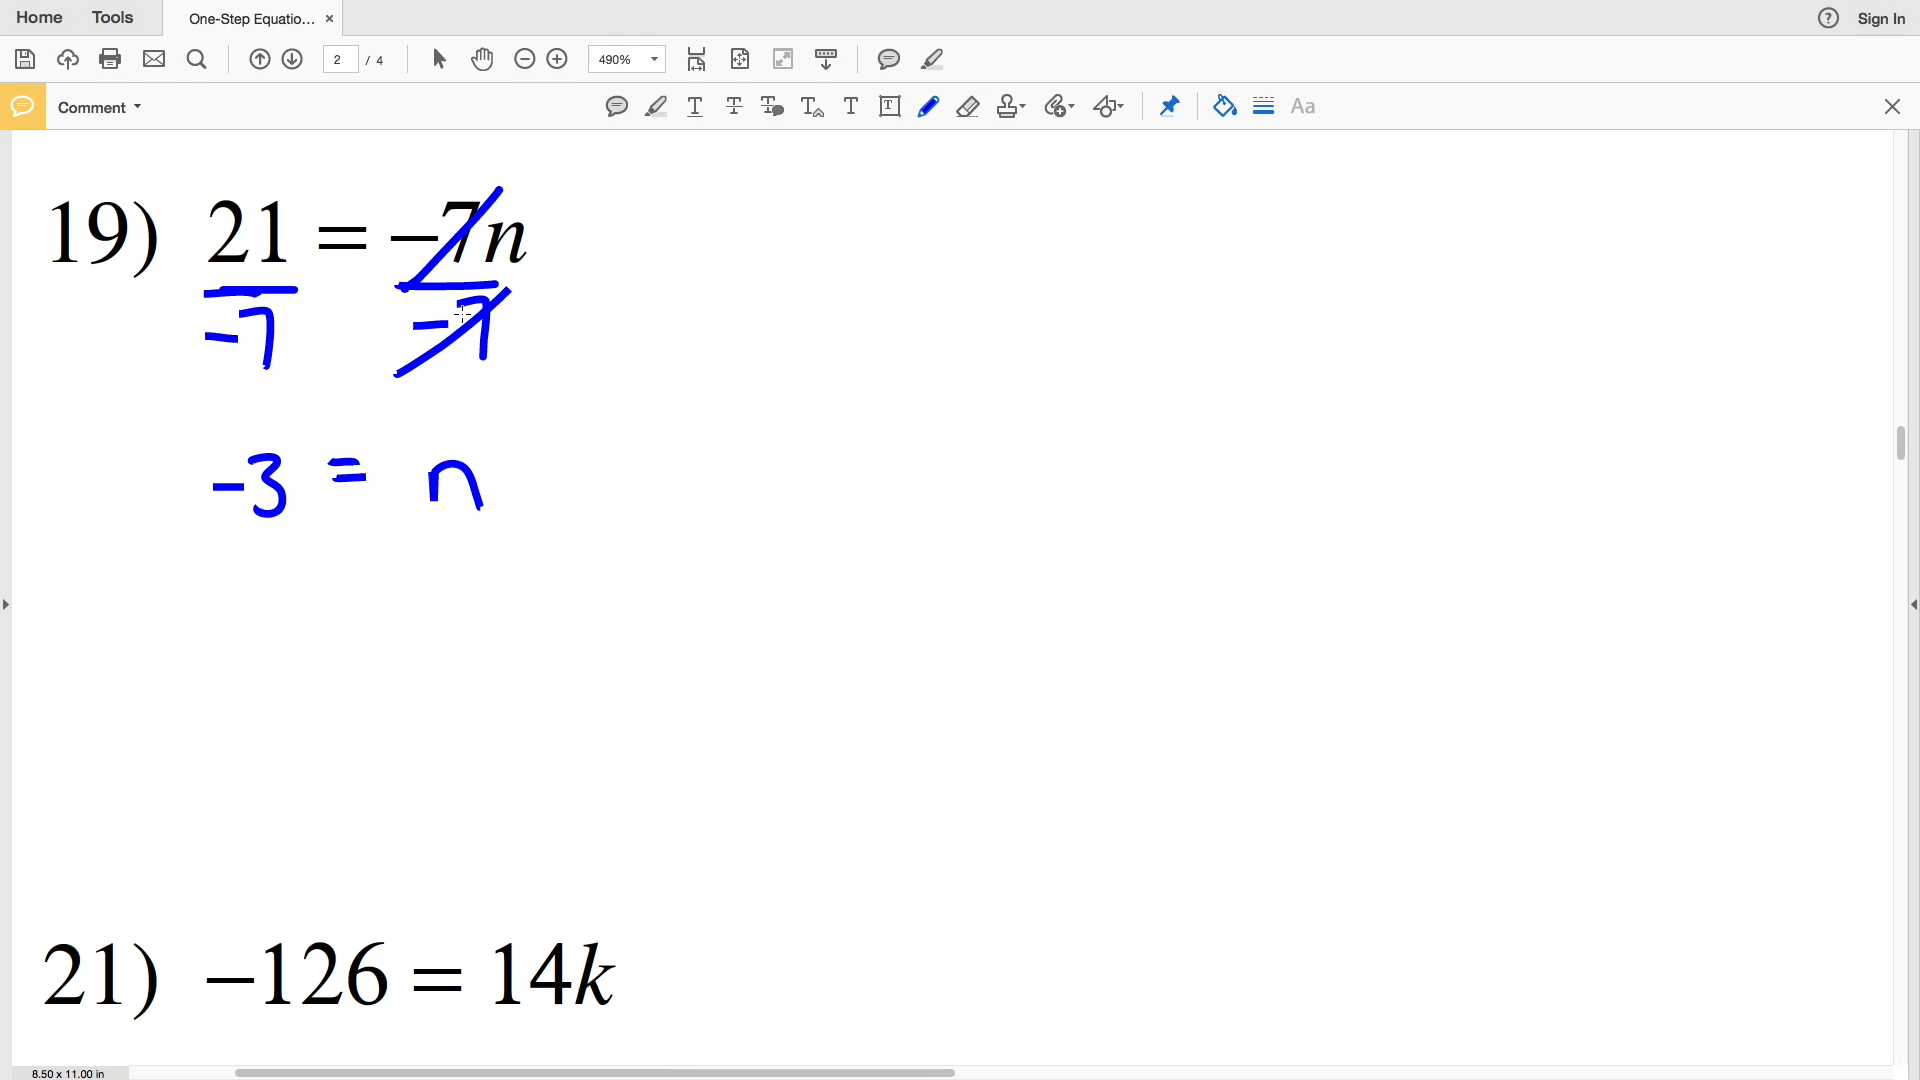 Home Tools One-Step Equatio... × ? Sign In
2 / 4 490%
Comment Aa
19) 21 = −7n
-7 -7
-3 = n
21) −126 = 14k
8.50 x 11.00 in